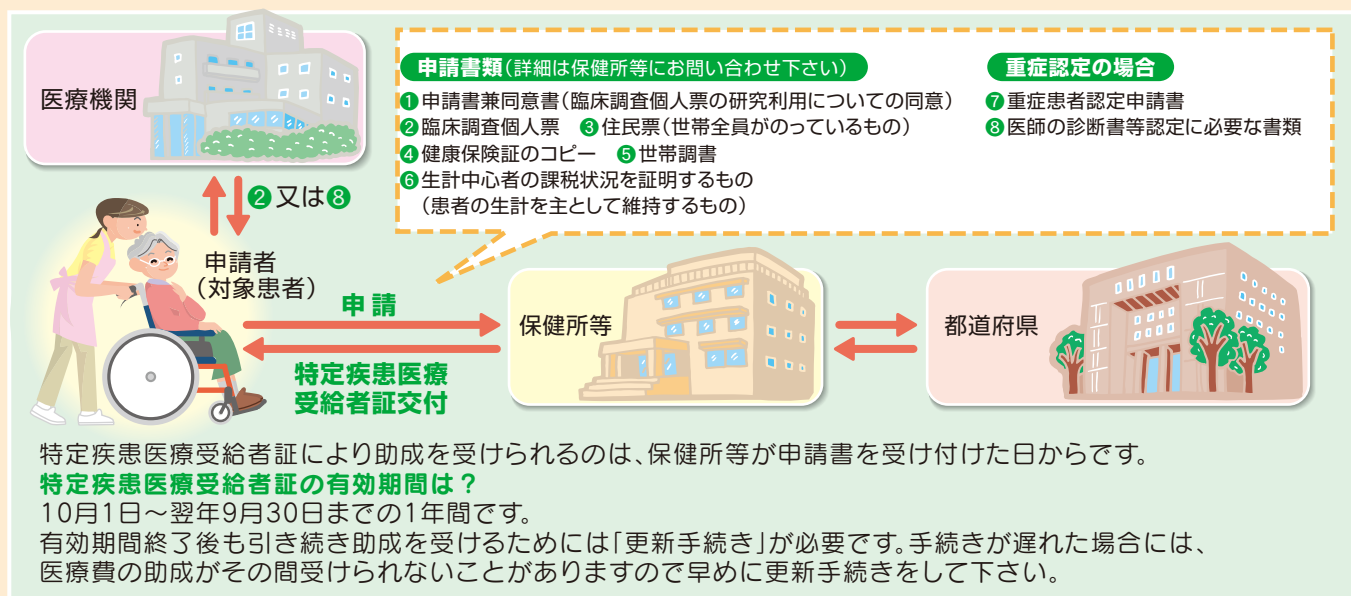 医療機関
申請書類(詳細は保健所等にお問い合わせ下さい)
❶申請書兼同意書(臨床調査個人票の研究利用についての同意)
❷臨床調査個人票 ❸住民票(世帯全員がのっているもの)
❹健康保険証のコピー ❺世帯調書
❻生計中心者の課税状況を証明するもの
(患者の生計を主として維持するもの)
重症認定の場合
❼重症患者認定申請書
❽医師の診断書等認定に必要な書類
❷又は❽
申請者
(対象患者)
申請
特定疾患医療
受給者証交付
保健所等
都道府県
特定疾患医療受給者証により助成を受けられるのは、保健所等が申請書を受け付けた日からです。
特定疾患医療受給者証の有効期間は?
10月1日~翌年9月30日までの1年間です。
有効期間終了後も引き続き助成を受けるためには「更新手続き」が必要です。手続きが遅れた場合には、
医療費の助成がその間受けられないことがありますので早めに更新手続きをして下さい。